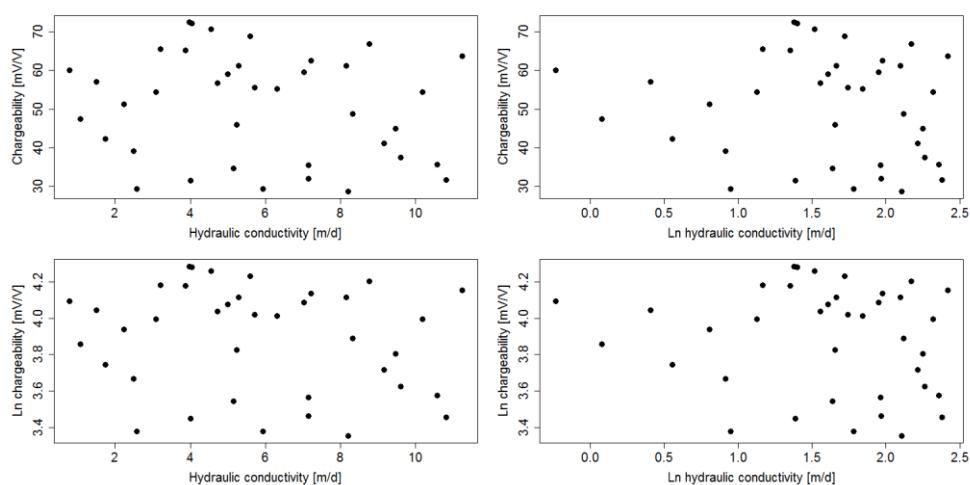 Chargeability [mV/V]
30 40 50 60 70
2 4 6 8 10
Hydraulic conductivity [m/d]
Chargeability [mV/V]
30 40 50 60 70
0.0 0.5 1.0 1.5 2.0 2.5
Ln hydraulic conductivity [m/d]
Ln chargeability [mV/V]
3.4 3.6 3.8 4.0 4.2
2 4 6 8 10
Hydraulic conductivity [m/d]
Ln chargeability [mV/V]
3.4 3.6 3.8 4.0 4.2
0.0 0.5 1.0 1.5 2.0 2.5
Ln hydraulic conductivity [m/d]